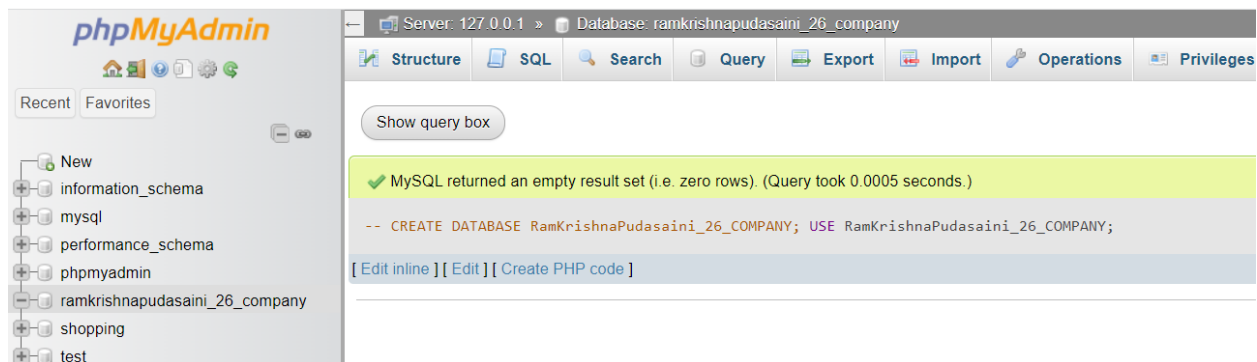 phpMyAdmin
Recent Favorites
New
information_schema
mysql
performance_schema
phpmyadmin
ramkrishnapudasaini_26_company
shopping
test
Server: 127.0.0.1 » Database: ramkrishnapudasaini_26_company
Structure SQL Search Query Export Import Operations Privileges
Show query box
MySQL returned an empty result set (i.e. zero rows). (Query took 0.0005 seconds.)
-- CREATE DATABASE RamKrishnaPudasaini_26_COMPANY; USE RamKrishnaPudasaini_26_COMPANY;
[ Edit inline ] [ Edit ] [ Create PHP code ]